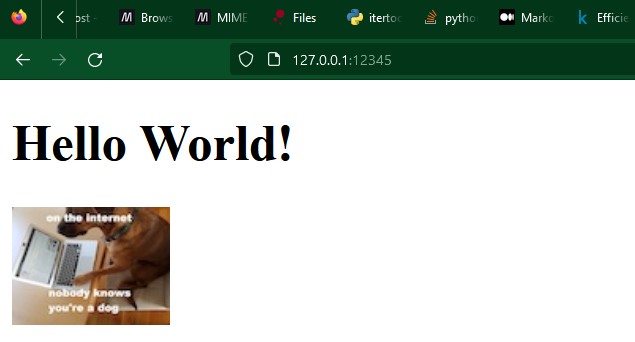 ost -
Brows
MIME
Files
itertoo
pytho
Marko
Efficie
127.0.0.1:12345
Hello World!
on the internet
nobody knows
you're a dog